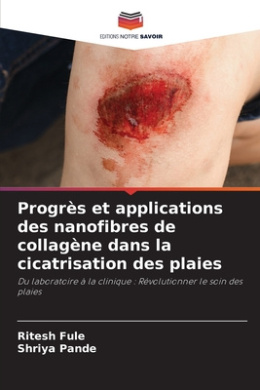 EDITIONS NOTRE SAVOIR
Progrès et applications
des nanofibres de
collagène dans la
cicatrisation des plaies
Du laboratoire à la clinique : Révolutionner le soin des
plaies
Ritesh Fule
Shriya Pande